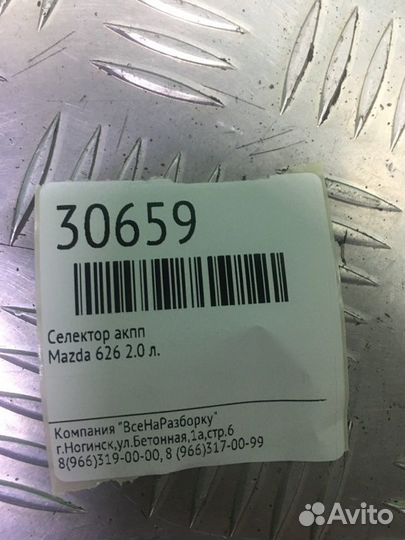 30659
Селектор акпп
Mazda 626 2.0 л.
Компания "ВсеНаРазборку"
г.Ногинск,ул.Бетонная,1а,стр.6
8(966)319-00-00, 8 (966)317-00-99
Avito